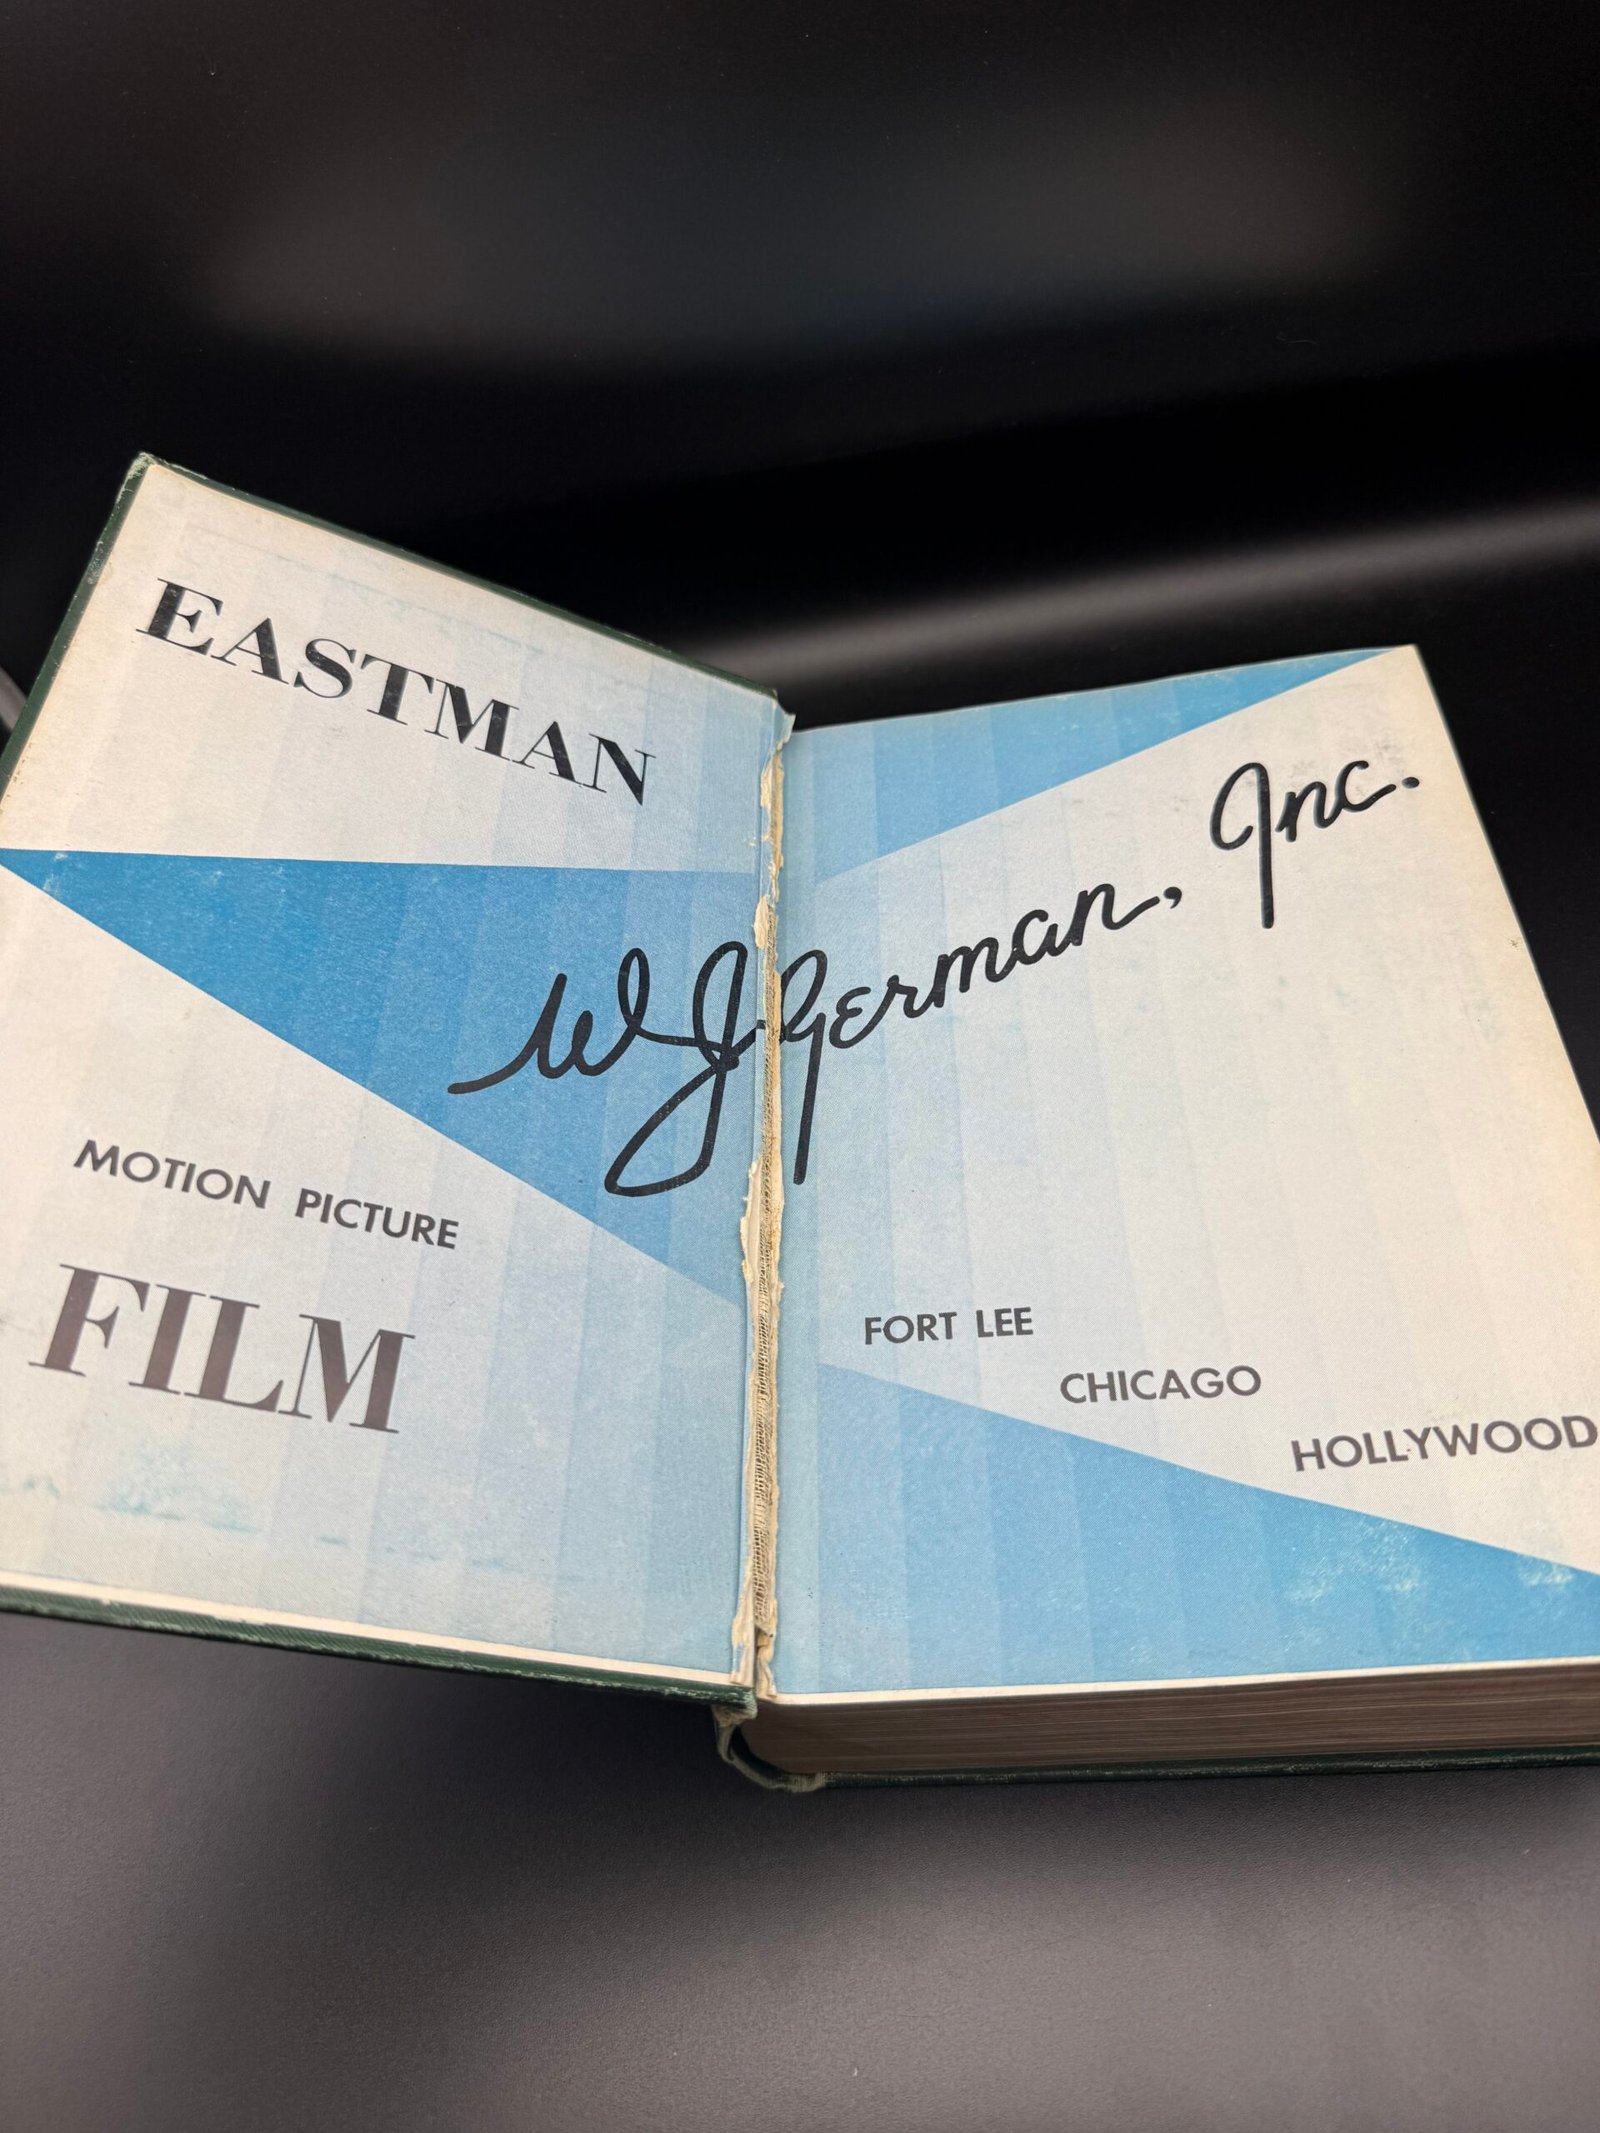 EASTMAN
W J German, Inc.
MOTION PICTURE
FILM
FORT LEE
CHICAGO
HOLLYWOOD